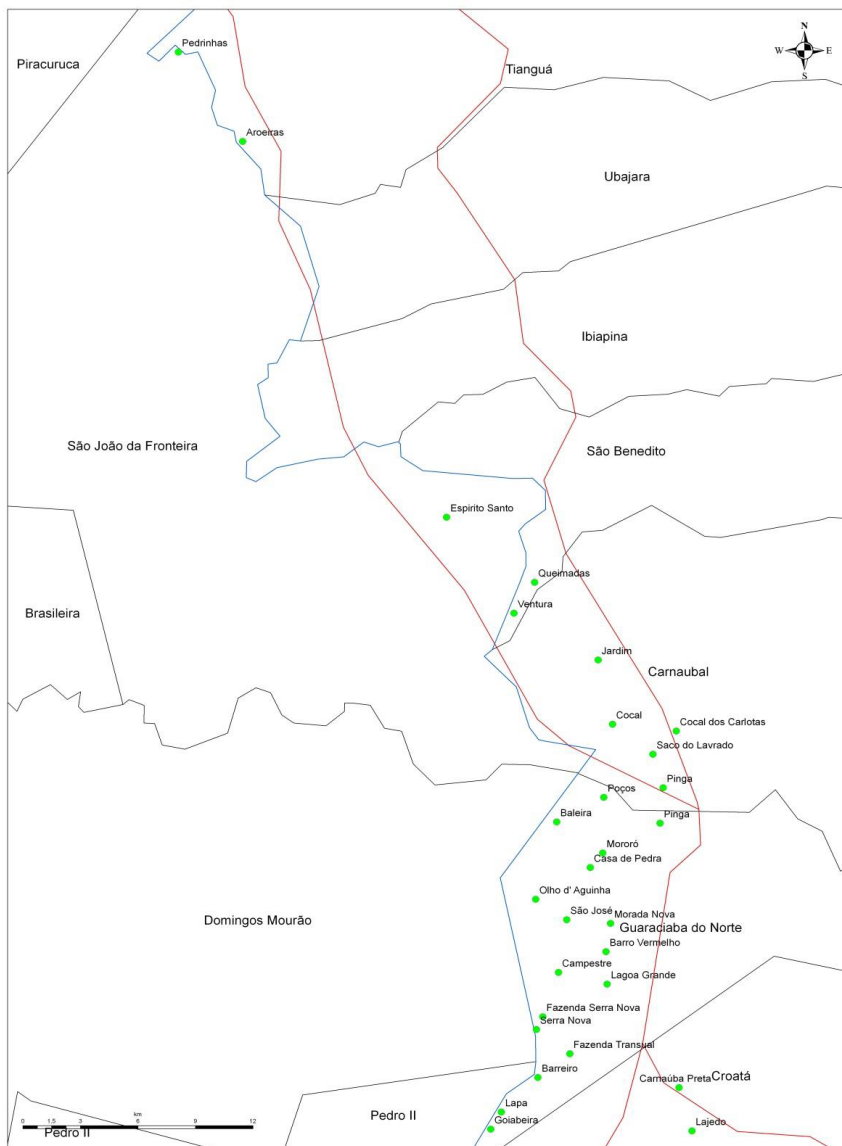 N
Pedrinhas
W E
Piracuruca
Tianguá
S
Aroeiras
Ubajara
Ibiapina
São João da Fronteira
São Benedito
Espirito Santo
Queimadas
Brasileira
Ventura
Jardim
Carnaubal
Cocal
Cocal dos Carlotas
Saco do Lavrado
Pinga
Poços
Baleira
Pinga
Mororó
Casa de Pedra
Olho d' Aguinha
São José
Morada Nova
Domingos Mourão
Guaraciaba do Norte
Barro Vermelho
Campestre
Lagoa Grande
Fazenda Serra Nova
Serra Nova
Fazenda Transual
Barreiro
Carnaúba Preta
Croatá
Lapa
km
Pedro II
Goiabeira
Lajedo
0 1,5 3 6 9 12
Pedro II